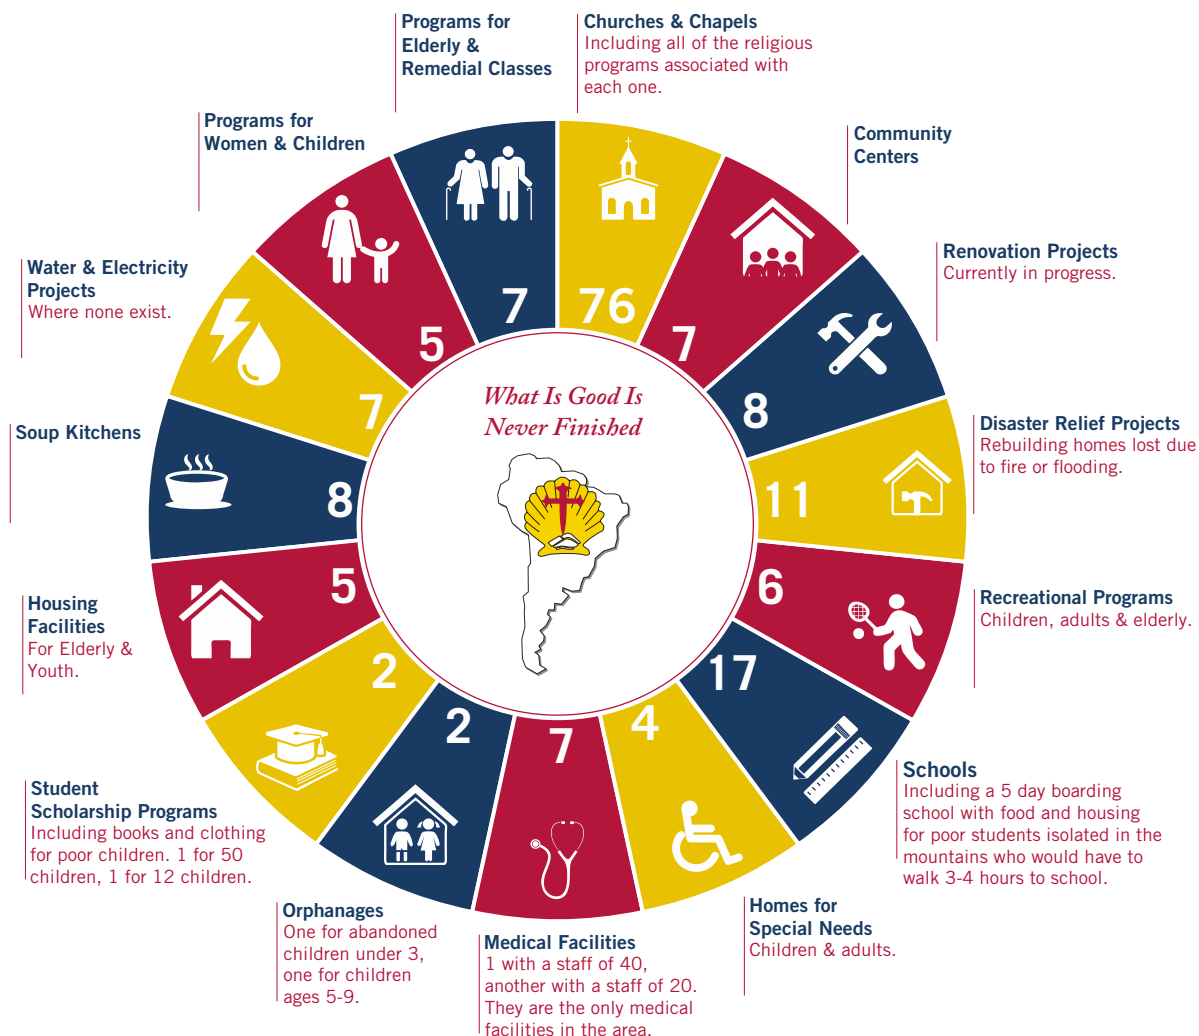 Programs for
Elderly &
Remedial Classes
7
Churches & Chapels
Including all of the religious
programs associated with
each one.
76
Community
Centers
7
Renovation Projects
Currently in progress.
8
Disaster Relief Projects
Rebuilding homes lost due
to fire or flooding.
11
Recreational Programs
Children, adults & elderly.
6
Schools
Including a 5 day boarding
school with food and housing
for poor students isolated in the
mountains who would have to
walk 3-4 hours to school.
17
Homes for
Special Needs
Children & adults.
4
Medical Facilities
1 with a staff of 40,
another with a staff of 20.
They are the only medical
facilities in the area.
7
Orphanages
One for abandoned
children under 3,
one for children
ages 5-9.
2
Student
Scholarship Programs
Including books and clothing
for poor children. 1 for 50
children, 1 for 12 children.
2
Housing
Facilities
For Elderly &
Youth.
5
Soup Kitchens
8
Water & Electricity
Projects
Where none exist.
7
Programs for
Women & Children
5
What Is Good Is
Never Finished